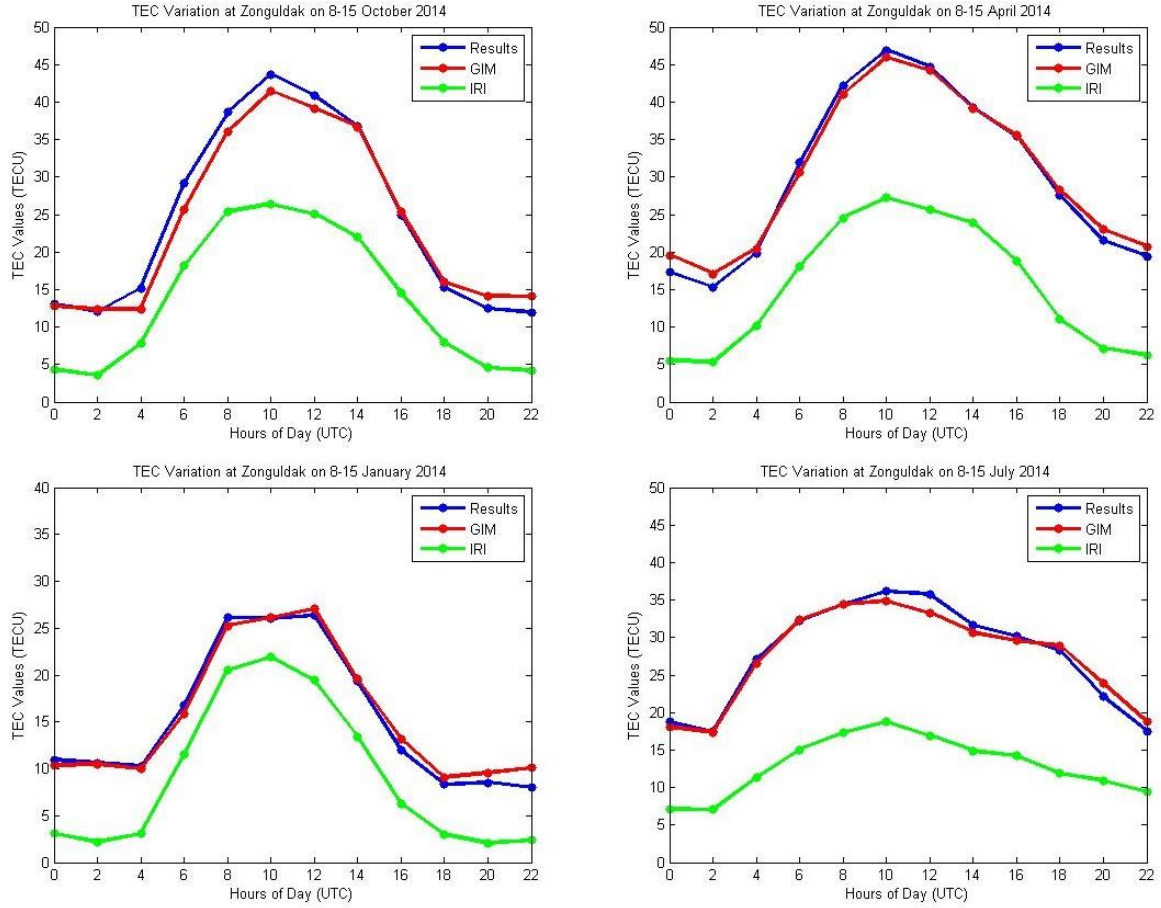 TEC Variation at Zonguldak on 8-15 October 2014
50
45
40
35
30
25
20
15
10
5
0
TEC Values (TECU)
0 2 4 6 8 10 12 14 16 18 20 22
Hours of Day (UTC)
Results
GIM
IRI
TEC Variation at Zonguldak on 8-15 April 2014
50
45
40
35
30
25
20
15
10
5
0
TEC Values (TECU)
0 2 4 6 8 10 12 14 16 18 20 22
Hours of Day (UTC)
Results
GIM
IRI
TEC Variation at Zonguldak on 8-15 January 2014
40
35
30
25
20
15
10
5
0
TEC Values (TECU)
0 2 4 6 8 10 12 14 16 18 20 22
Hours of Day (UTC)
Results
GIM
IRI
TEC Variation at Zonguldak on 8-15 July 2014
50
45
40
35
30
25
20
15
10
5
0
TEC Values (TECU)
0 2 4 6 8 10 12 14 16 18 20 22
Hours of Day (UTC)
Results
GIM
IRI